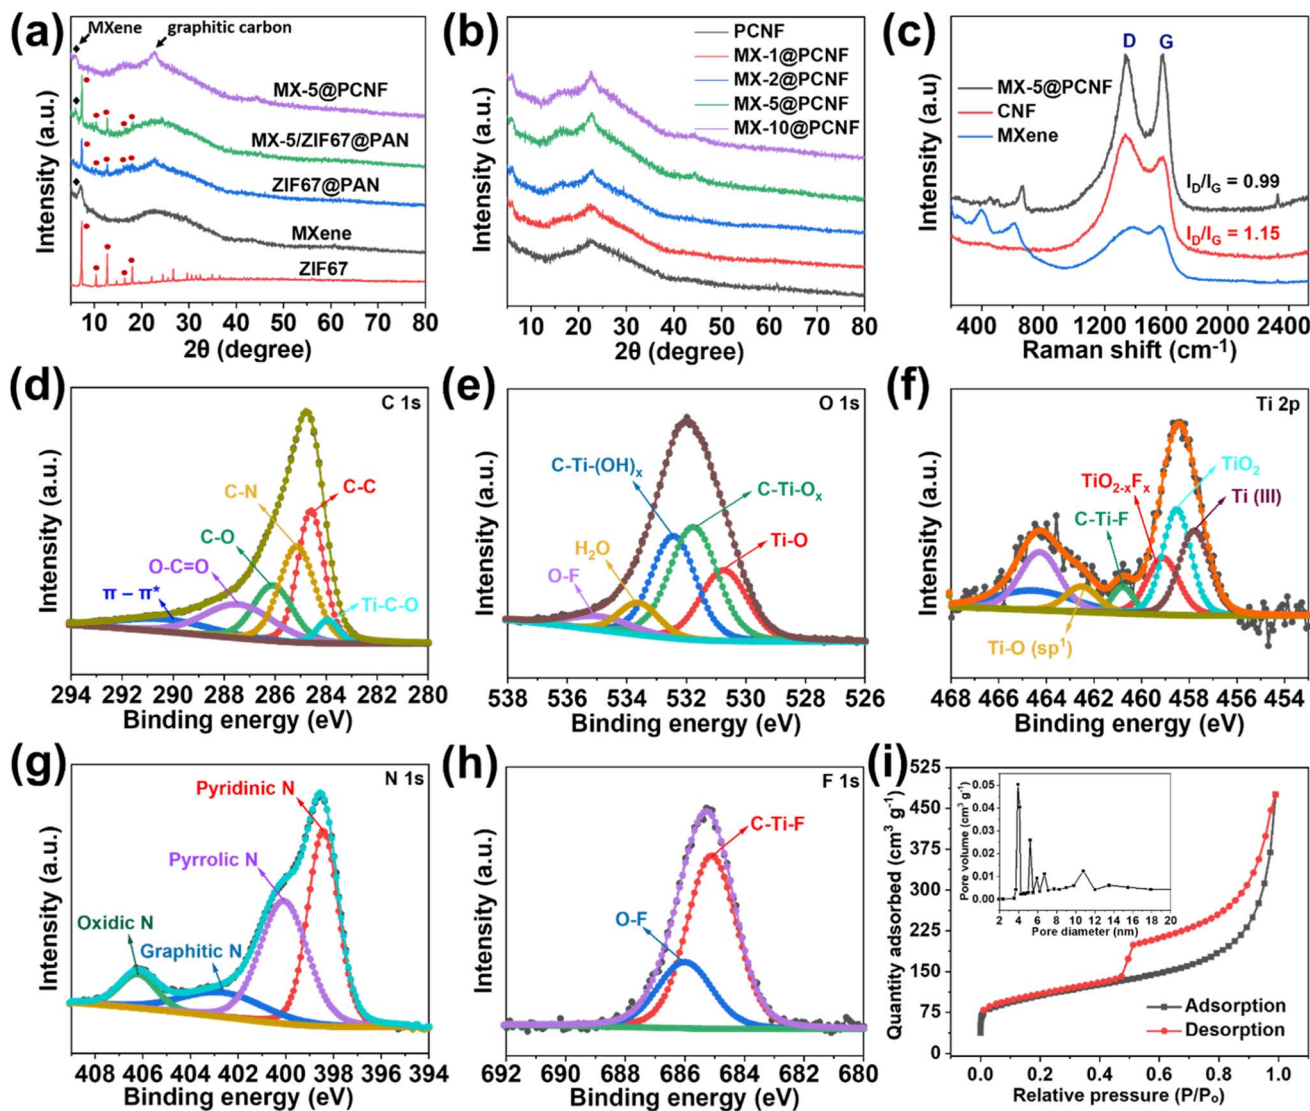 (a)
MXene
graphitic carbon
MX-5@PCNF
MX-5/ZIF67@PAN
ZIF67@PAN
MXene
ZIF67
Intensity (a.u.)
10 20 30 40 50 60 70 80
2θ (degree)
(b)
PCNF
MX-1@PCNF
MX-2@PCNF
MX-5@PCNF
MX-10@PCNF
Intensity (a.u.)
10 20 30 40 50 60 70 80
2θ (degree)
(c)
D G
MX-5@PCNF
CNF
MXene
I_D/I_G = 0.99
I_D/I_G = 1.15
Intensity (a.u.)
200 600 1200 1600 2000 2400
Raman shift (cm⁻¹)
(d)
C 1s
C-C
C-N
C-O
O-C=O
π – π*
Ti-C-O
Intensity (a.u.)
294 292 290 288 286 284 282 280
Binding energy (eV)
(e)
O 1s
C-Ti-(OH)ₓ
C-Ti-Oₓ
H₂O
Ti-O
O-F
Intensity (a.u.)
538 536 534 532 530 528 526
Binding energy (eV)
(f)
Ti 2p
TiO₂
TiO₂₋ₓFₓ
Ti (III)
C-Ti-F
Ti-O (sp¹)
Intensity (a.u.)
468 466 464 462 460 458 456 454
Binding energy (eV)
(g)
N 1s
Pyridinic N
Pyrrolic N
Oxidic N
Graphitic N
Intensity (a.u.)
408 406 404 402 400 398 396 394
Binding energy (eV)
(h)
F 1s
C-Ti-F
O-F
Intensity (a.u.)
692 690 688 686 684 682 680
Binding energy (eV)
(i)
Quantity adsorbed (cm³ g⁻¹)
525
450
375
300
225
150
75
0
Pore volume (cm³ g⁻¹)
0.05
0.04
0.03
0.02
0.01
0.00
2 4 6 8 10 12 14 16 18 20
Pore diameter (nm)
Adsorption
Desorption
0.0 0.2 0.4 0.6 0.8 1.0
Relative pressure (P/P₀)